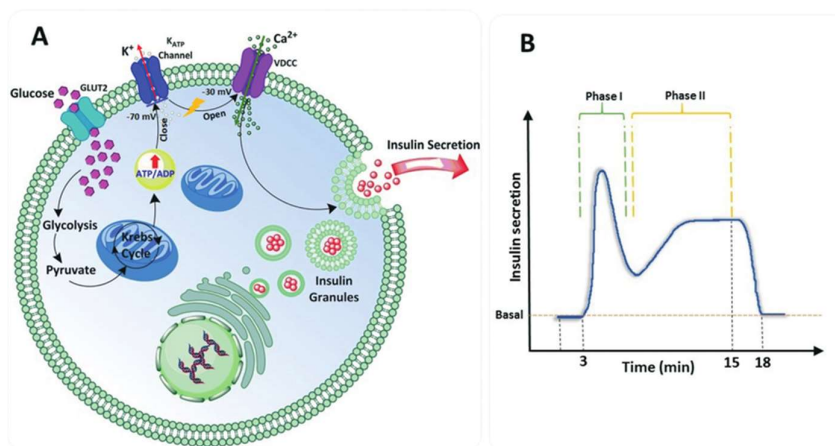 A
K⁺
K_ATP
Channel
Ca²⁺
VDCC
Glucose
GLUT2
-70 mV
-30 mV
Open
Close
ATP/ADP
Insulin Secretion
Glycolysis
Krebs
Cycle
Pyruvate
Insulin
Granules
B
Phase I
Phase II
Insulin secretion
Basal
3
15
18
Time (min)